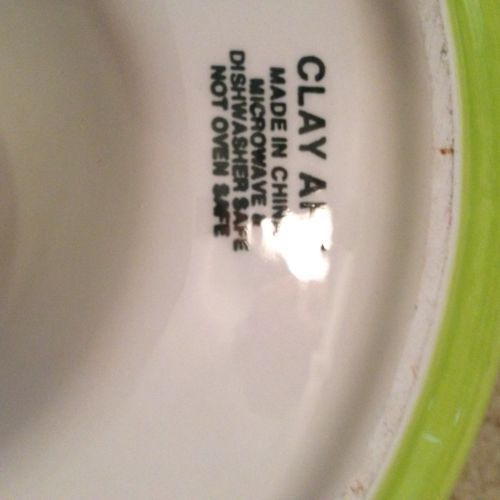 CLAY
MADE IN
MICROWAVE &
DISHWASHER SAFE
NOT OVEN SAFE